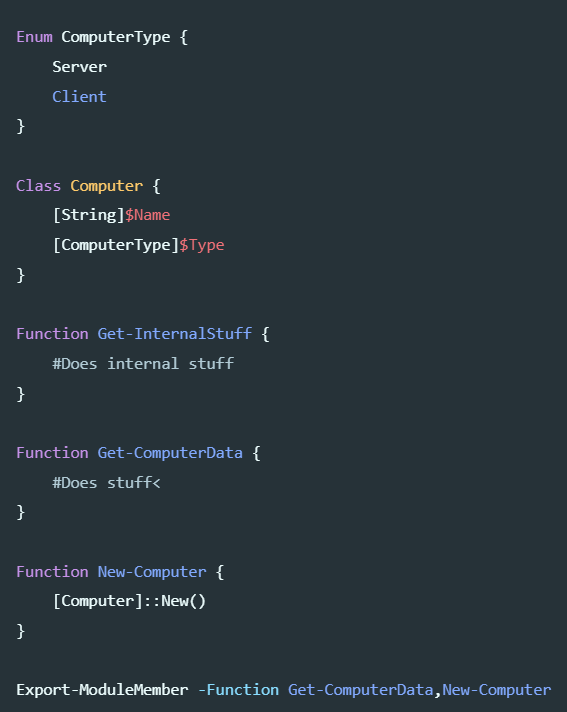 Enum ComputerType {
    Server
    Client
}
Class Computer {
    [String]$Name
    [ComputerType]$Type
}
Function Get-InternalStuff {
    #Does internal stuff
}
Function Get-ComputerData {
    #Does stuff<
}
Function New-Computer {
    [Computer]::New()
}
Export-ModuleMember -Function Get-ComputerData,New-Computer